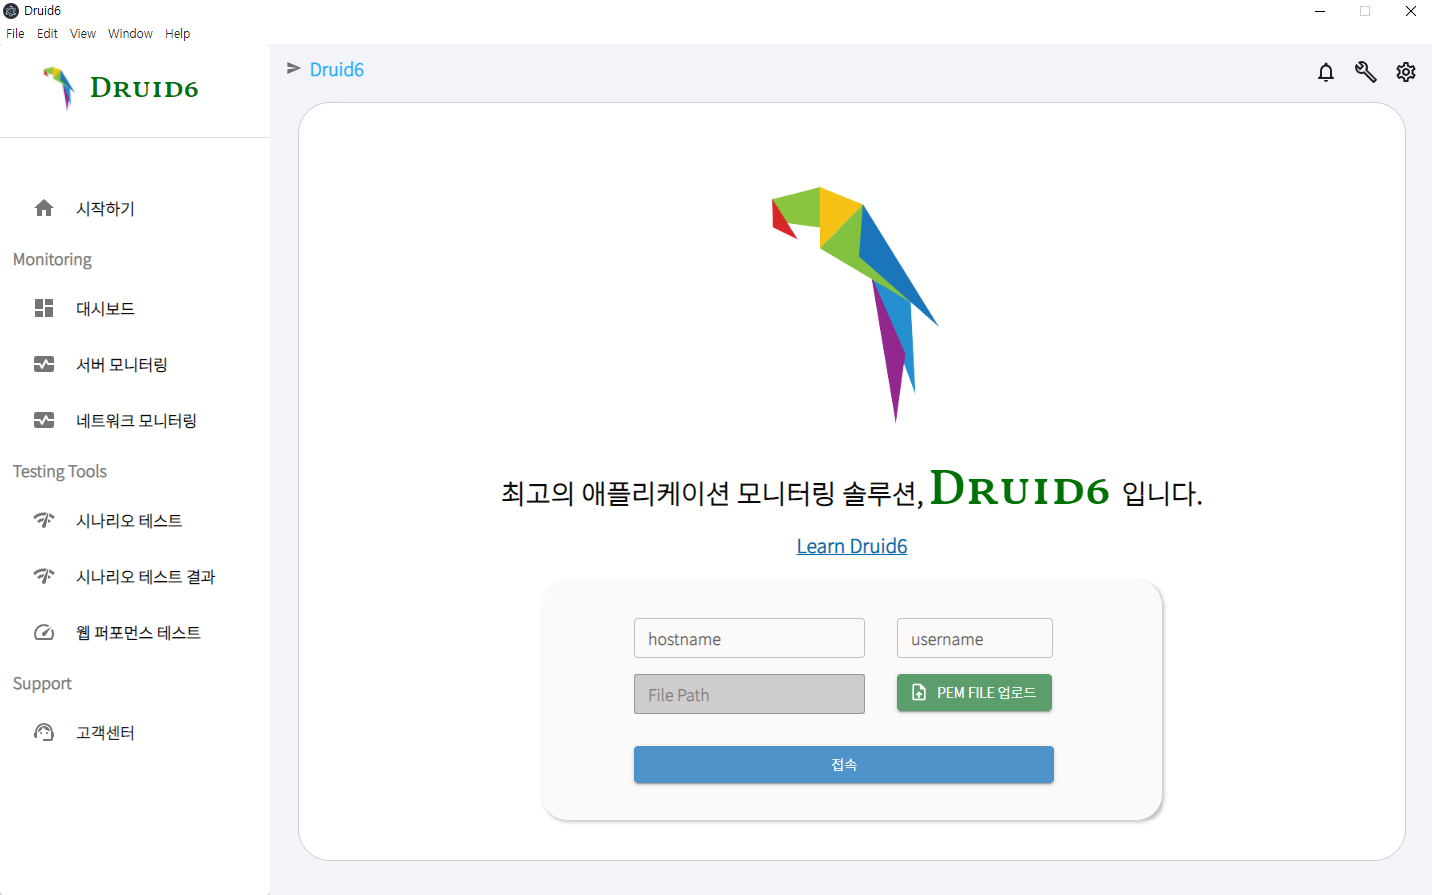 Druid6
File Edit View Window Help
DRUID6
Druid6
시작하기
Monitoring
대시보드
서버 모니터링
네트워크 모니터링
Testing Tools
시나리오 테스트
시나리오 테스트 결과
웹 퍼포먼스 테스트
Support
고객센터
최고의 애플리케이션 모니터링 솔루션, DRUID6 입니다.
Learn Druid6
hostname username
File Path PEM FILE 업로드
접속